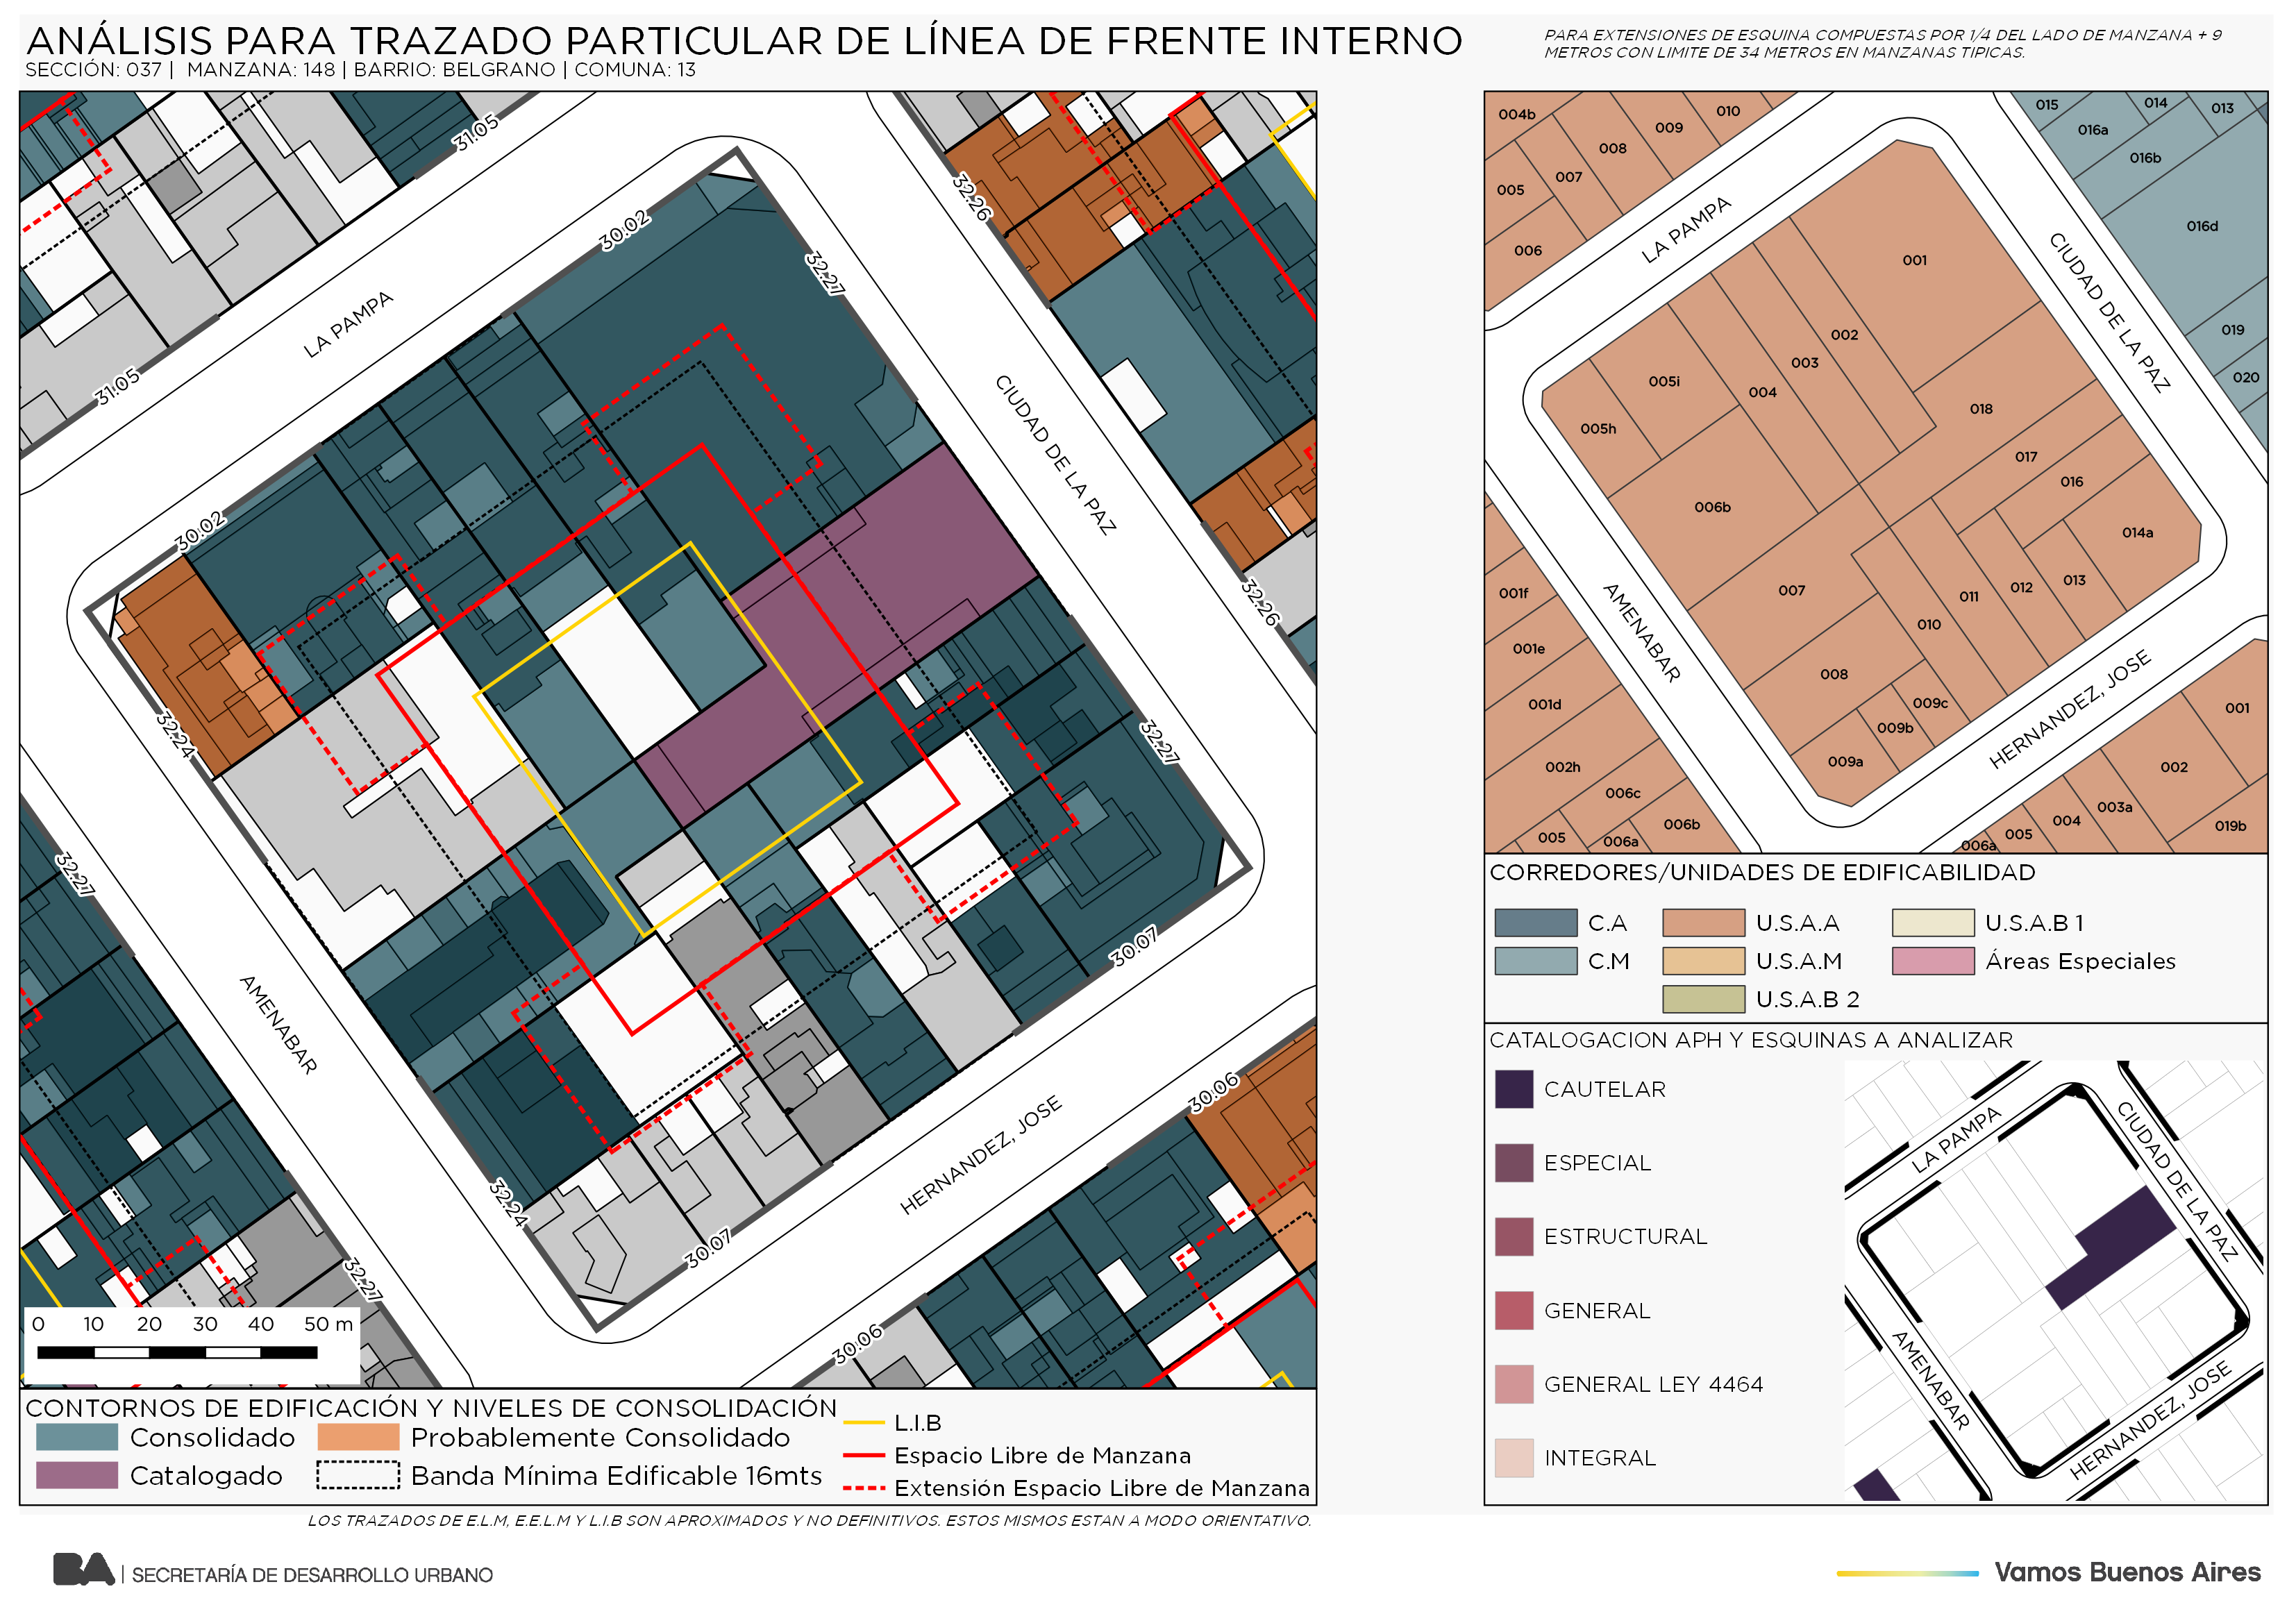 ANÁLISIS PARA TRAZADO PARTICULAR DE LÍNEA DE FRENTE INTERNO
SECCIÓN: 037 | MANZANA: 148 | BARRIO: BELGRANO | COMUNA: 13
PARA EXTENSIONES DE ESQUINA COMPUESTAS POR 1/4 DEL LADO DE MANZANA + 9
METROS CON LIMITE DE 34 METROS EN MANZANAS TIPICAS.
31.05
31.05
30.02
30.02
32.27
32.26
32.26
32.27
32.24
32.24
32.27
32.27
30.07
30.07
30.06
30.06
LA PAMPA
CIUDAD DE LA PAZ
AMENABAR
HERNANDEZ, JOSE
0 10 20 30 40 50 m
CONTORNOS DE EDIFICACIÓN Y NIVELES DE CONSOLIDACIÓN
Consolidado
Probablemente Consolidado
Catalogado
Banda Mínima Edificable 16mts
L.I.B
Espacio Libre de Manzana
Extensión Espacio Libre de Manzana
LOS TRAZADOS DE E.L.M, E.E.L.M Y L.I.B SON APROXIMADOS Y NO DEFINITIVOS. ESTOS MISMOS ESTAN A MODO ORIENTATIVO.
004b
010
009
008
007
005
006
015
014
013
016a
016b
016d
019
020
LA PAMPA
CIUDAD DE LA PAZ
001
002
003
004
005i
005h
018
017
016
014a
006b
007
008
010
011
012
013
009c
009b
009a
AMENABAR
HERNANDEZ, JOSE
001f
001e
001d
002h
006c
006b
005
006a
001
002
003a
004
005
006a
019b
CORREDORES/UNIDADES DE EDIFICABILIDAD
C.A
U.S.A.A
U.S.A.B 1
C.M
U.S.A.M
Áreas Especiales
U.S.A.B 2
CATALOGACION APH Y ESQUINAS A ANALIZAR
CAUTELAR
ESPECIAL
ESTRUCTURAL
GENERAL
GENERAL LEY 4464
INTEGRAL
LA PAMPA
CIUDAD DE LA PAZ
AMENABAR
HERNANDEZ, JOSE
BA | SECRETARÍA DE DESARROLLO URBANO
Vamos Buenos Aires